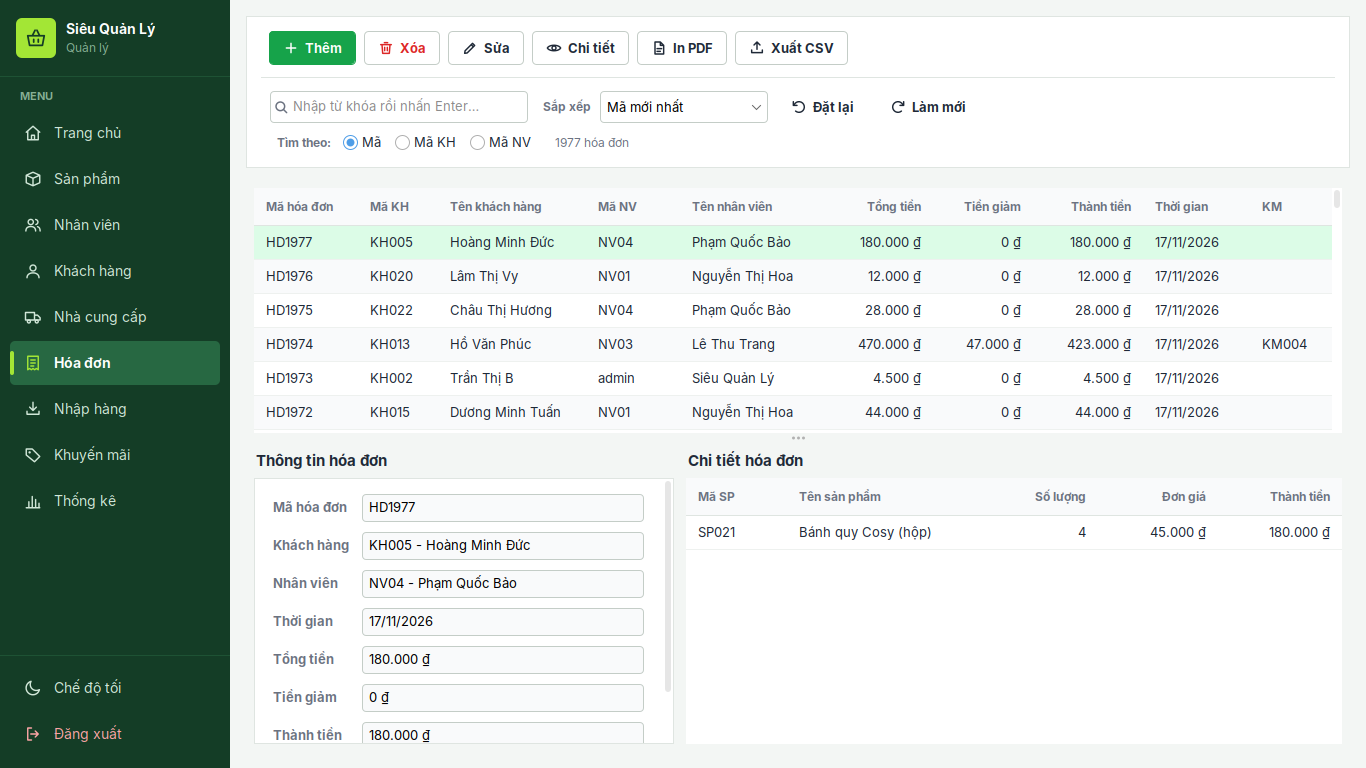 Siêu Quản Lý
Quản lý
MENU
Trang chủ
Sản phẩm
Nhân viên
Khách hàng
Nhà cung cấp
Hóa đơn
Nhập hàng
Khuyến mãi
Thống kê
Chế độ tối
Đăng xuất
Thêm Xóa Sửa Chi tiết In PDF Xuất CSV
Nhập từ khóa rồi nhấn Enter... Sắp xếp Mã mới nhất Đặt lại Làm mới
Tìm theo: Mã Mã KH Mã NV 1977 hóa đơn
Mã hóa đơn Mã KH Tên khách hàng Mã NV Tên nhân viên Tổng tiền Tiền giảm Thành tiền Thời gian KM
HD1977 KH005 Hoàng Minh Đức NV04 Phạm Quốc Bảo 180.000 ₫ 0 ₫ 180.000 ₫ 17/11/2026
HD1976 KH020 Lâm Thị Vy NV01 Nguyễn Thị Hoa 12.000 ₫ 0 ₫ 12.000 ₫ 17/11/2026
HD1975 KH022 Châu Thị Hương NV04 Phạm Quốc Bảo 28.000 ₫ 0 ₫ 28.000 ₫ 17/11/2026
HD1974 KH013 Hồ Văn Phúc NV03 Lê Thu Trang 470.000 ₫ 47.000 ₫ 423.000 ₫ 17/11/2026 KM004
HD1973 KH002 Trần Thị B admin Siêu Quản Lý 4.500 ₫ 0 ₫ 4.500 ₫ 17/11/2026
HD1972 KH015 Dương Minh Tuấn NV01 Nguyễn Thị Hoa 44.000 ₫ 0 ₫ 44.000 ₫ 17/11/2026
Thông tin hóa đơn
Mã hóa đơn HD1977
Khách hàng KH005 - Hoàng Minh Đức
Nhân viên NV04 - Phạm Quốc Bảo
Thời gian 17/11/2026
Tổng tiền 180.000 ₫
Tiền giảm 0 ₫
Thành tiền 180.000 ₫
Chi tiết hóa đơn
Mã SP Tên sản phẩm Số lượng Đơn giá Thành tiền
SP021 Bánh quy Cosy (hộp) 4 45.000 ₫ 180.000 ₫